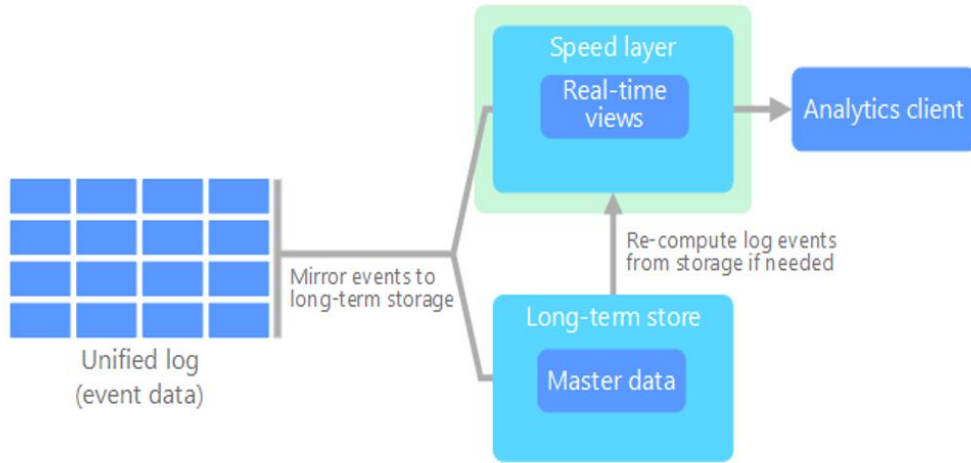 Speed layer
Real-time
views
Analytics client
Mirror events to
long-term storage
Re-compute log events
from storage if needed
Unified log
(event data)
Long-term store
Master data